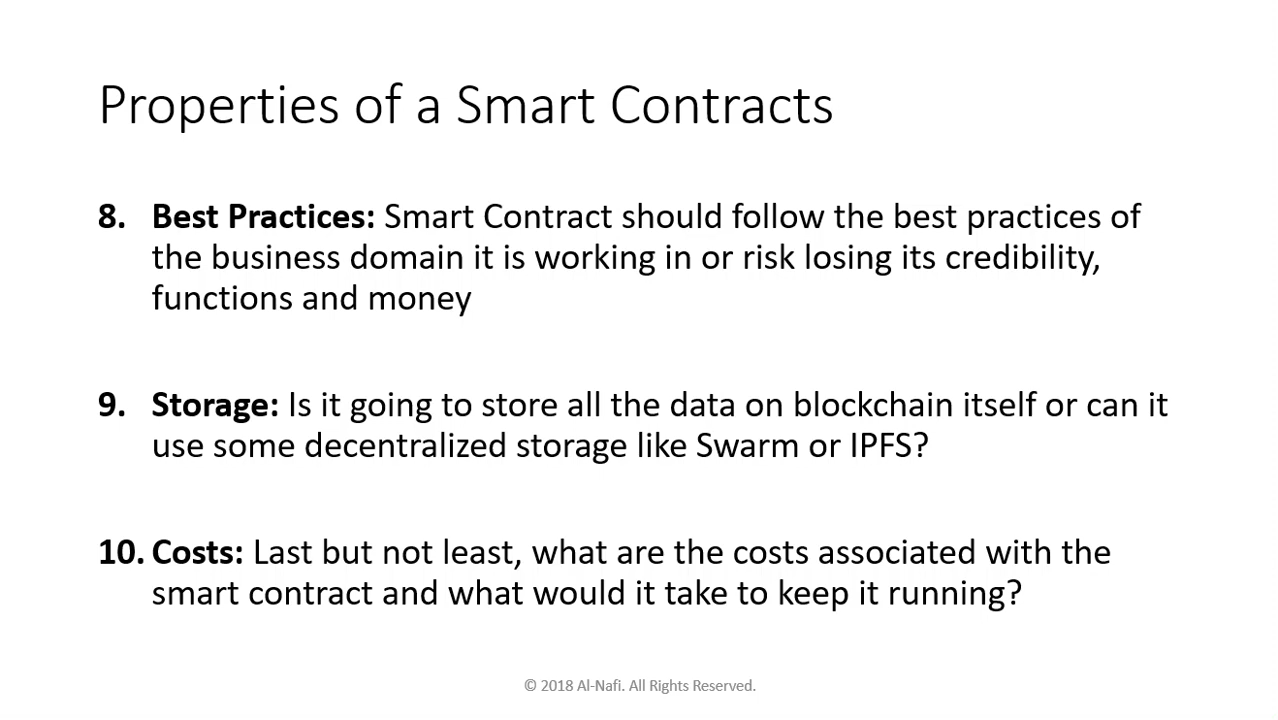 Properties of a Smart Contracts
8. Best Practices: Smart Contract should follow the best practices of
the business domain it is working in or risk losing its credibility,
functions and money
9. Storage: Is it going to store all the data on blockchain itself or can it
use some decentralized storage like Swarm or IPFS?
10. Costs: Last but not least, what are the costs associated with the
smart contract and what would it take to keep it running?
© 2018 Al-Nafi. All Rights Reserved.